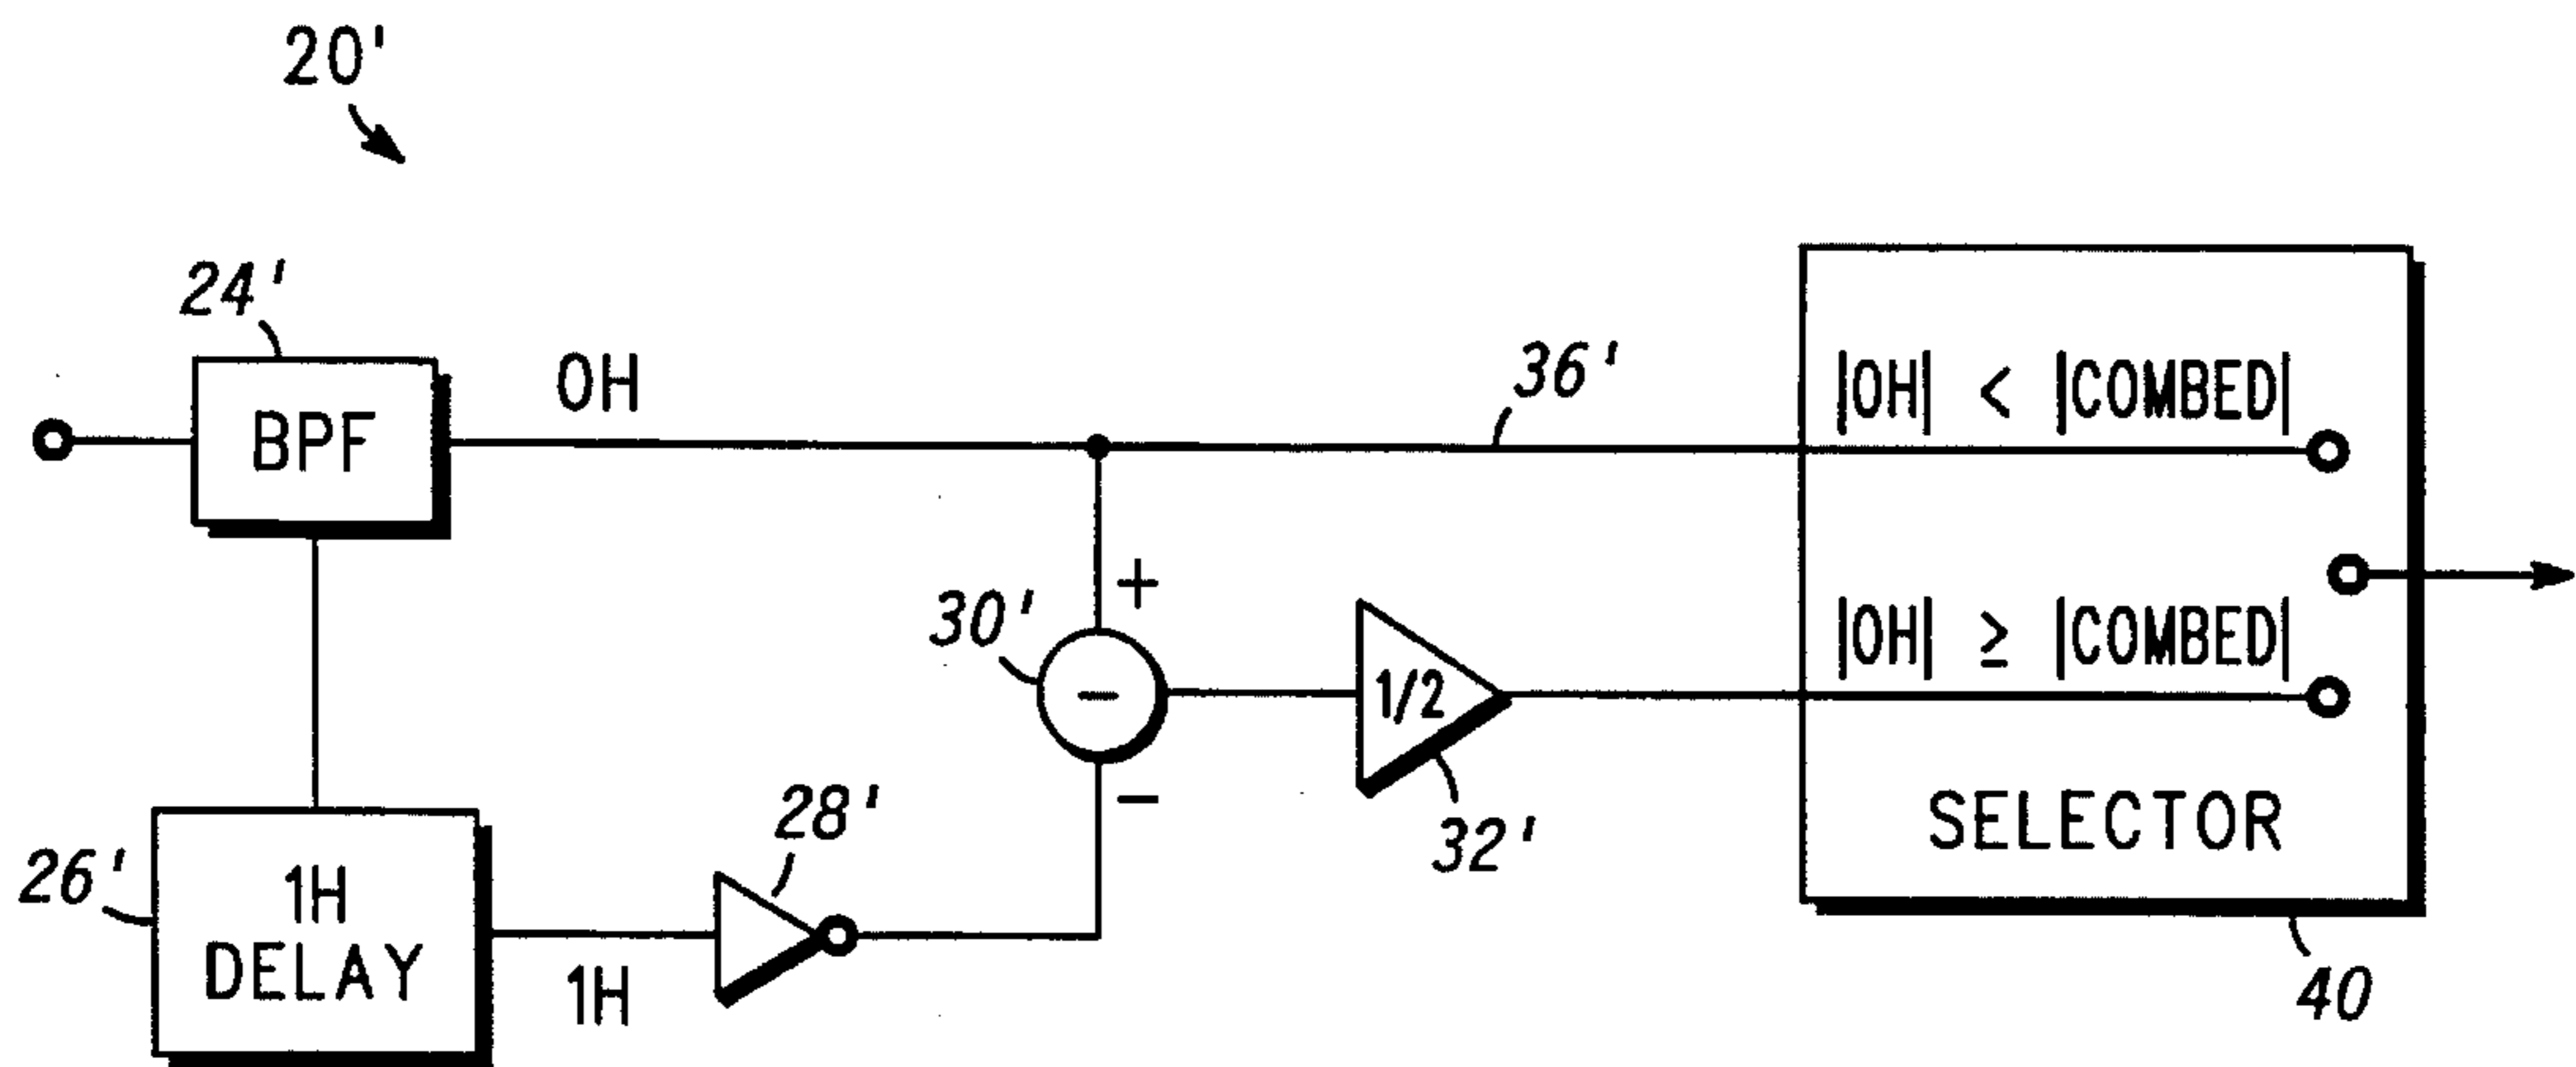 20'
24'
BPF
0H
36'
|0H| < |COMBED|
+
30'
-
1/2
|0H| ≥ |COMBED|
-
32'
SELECTOR
26'
1H
DELAY
1H
28'
40